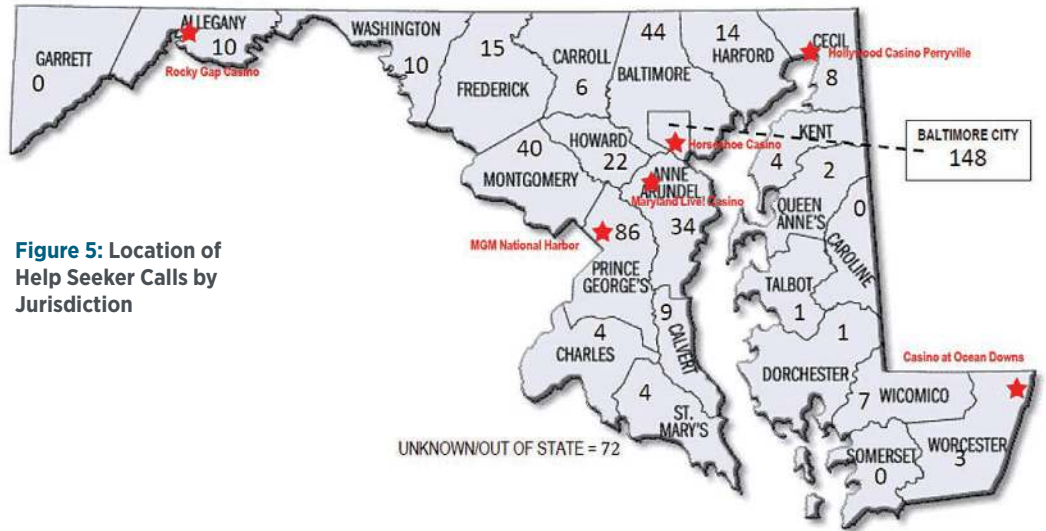 ALLEGANY
10
WASHINGTON
10
GARRETT
0
Rocky Gap Casino
15
FREDERICK
CARROLL
6
44
BALTIMORE
14
HARFORD
CECIL
Hollywood Casino Perryville
8
KENT
4
2
BALTIMORE CITY
148
Horseshoe Casino
40
MONTGOMERY
HOWARD
22
ANNE
ARUNDEL
Maryland Live! Casino
34
QUEEN
ANNE'S
0
CAROLINE
MGM National Harbor
86
PRINCE
GEORGE'S
Figure 5: Location of
Help Seeker Calls by
Jurisdiction
TALBOT
1
1
9
CALVERT
4
CHARLES
4
ST.
MARY'S
DORCHESTER
Casino at Ocean Downs
7 WICOMICO
WORCESTER
3
SOMERSET
0
UNKNOWN/OUT OF STATE = 72